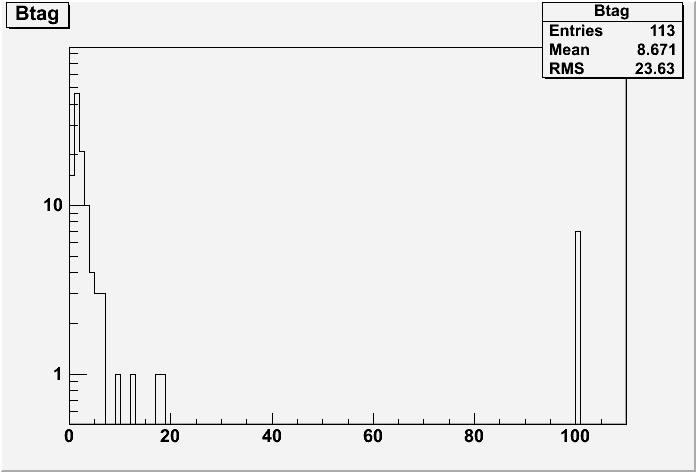 Btag
Btag
Entries 113
Mean 8.671
RMS 23.63
10
1
0 20 40 60 80 100